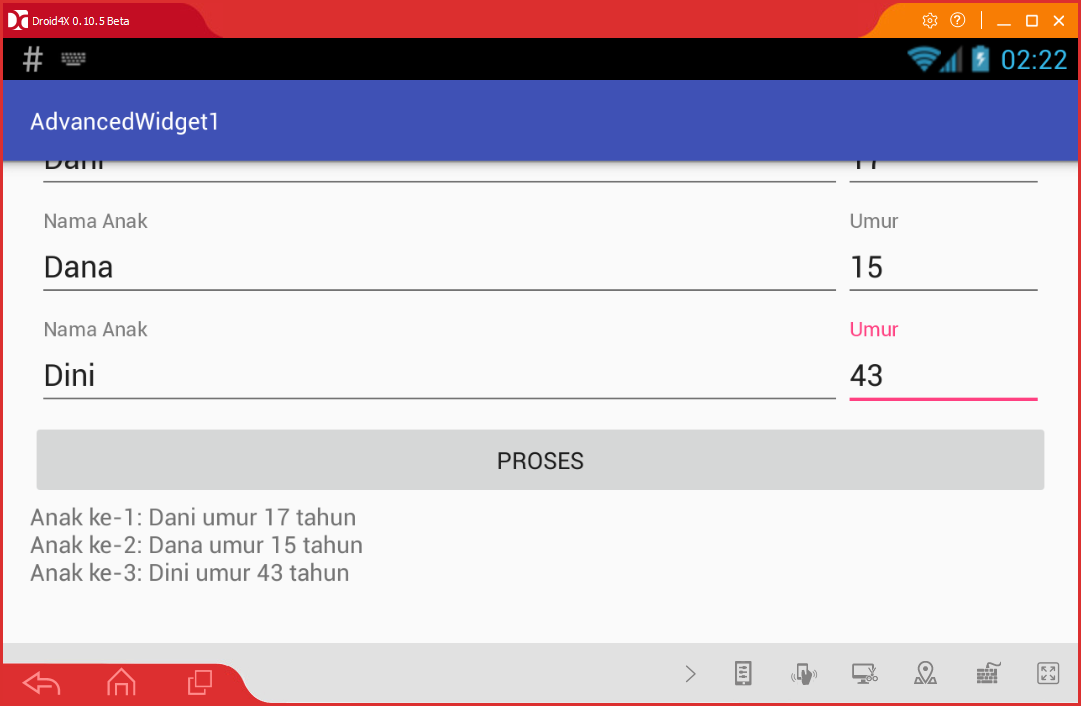 Droid4X 0.10.5 Beta
02:22
AdvancedWidget1
Dani 17
Nama Anak Umur
Dana 15
Nama Anak Umur
Dini 43
PROSES
Anak ke-1: Dani umur 17 tahun
Anak ke-2: Dana umur 15 tahun
Anak ke-3: Dini umur 43 tahun